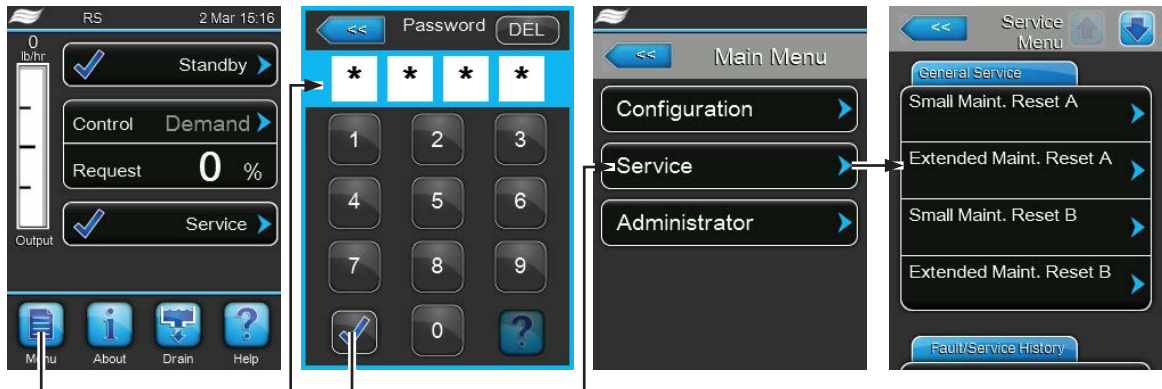 RS 2 Mar 15:16
0
lb/hr
Standby
Control Demand
Request 0 %
Service
Output
Menu About Drain Help
<< Password DEL
* * * *
1 2 3
4 5 6
7 8 9
0 ?
<< Main Menu
Configuration
Service
Administrator
<< Service
Menu
General Service
Small Maint. Reset A
Extended Maint. Reset A
Small Maint. Reset B
Extended Maint. Reset B
Fault/Service History